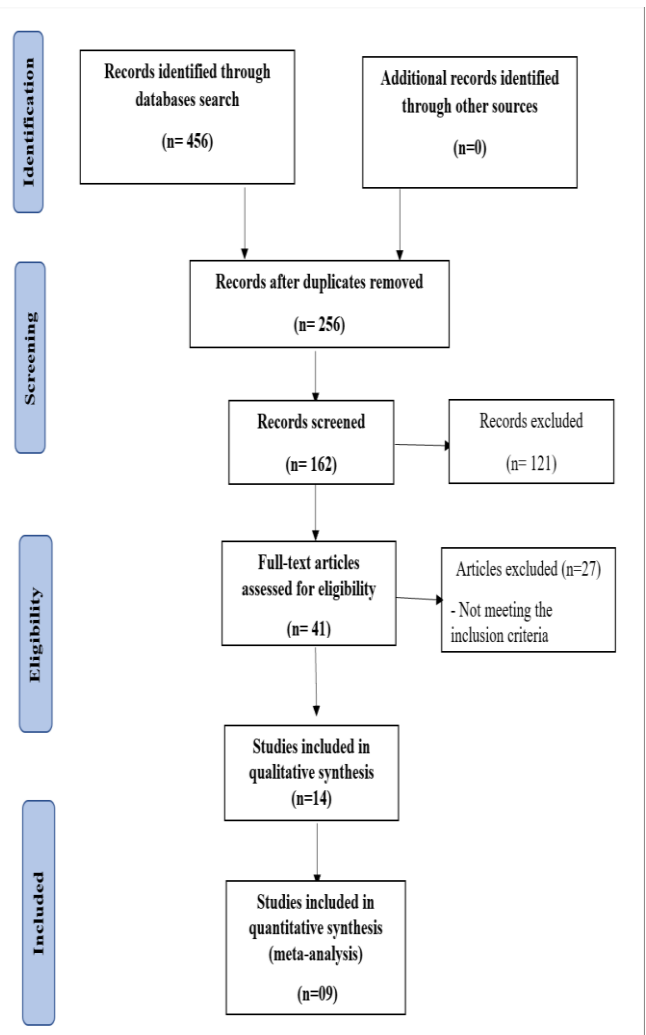 Identification
Records identified through
databases search
(n= 456)
Additional records identified
through other sources
(n=0)
Screening
Records after duplicates removed
(n= 256)
Records screened
(n= 162)
Records excluded
(n= 121)
Eligibility
Full-text articles
assessed for eligibility
(n= 41)
Articles excluded (n=27)
- Not meeting the
inclusion criteria
Studies included in
qualitative synthesis
(n=14)
Included
Studies included in
quantitative synthesis
(meta-analysis)
(n=09)